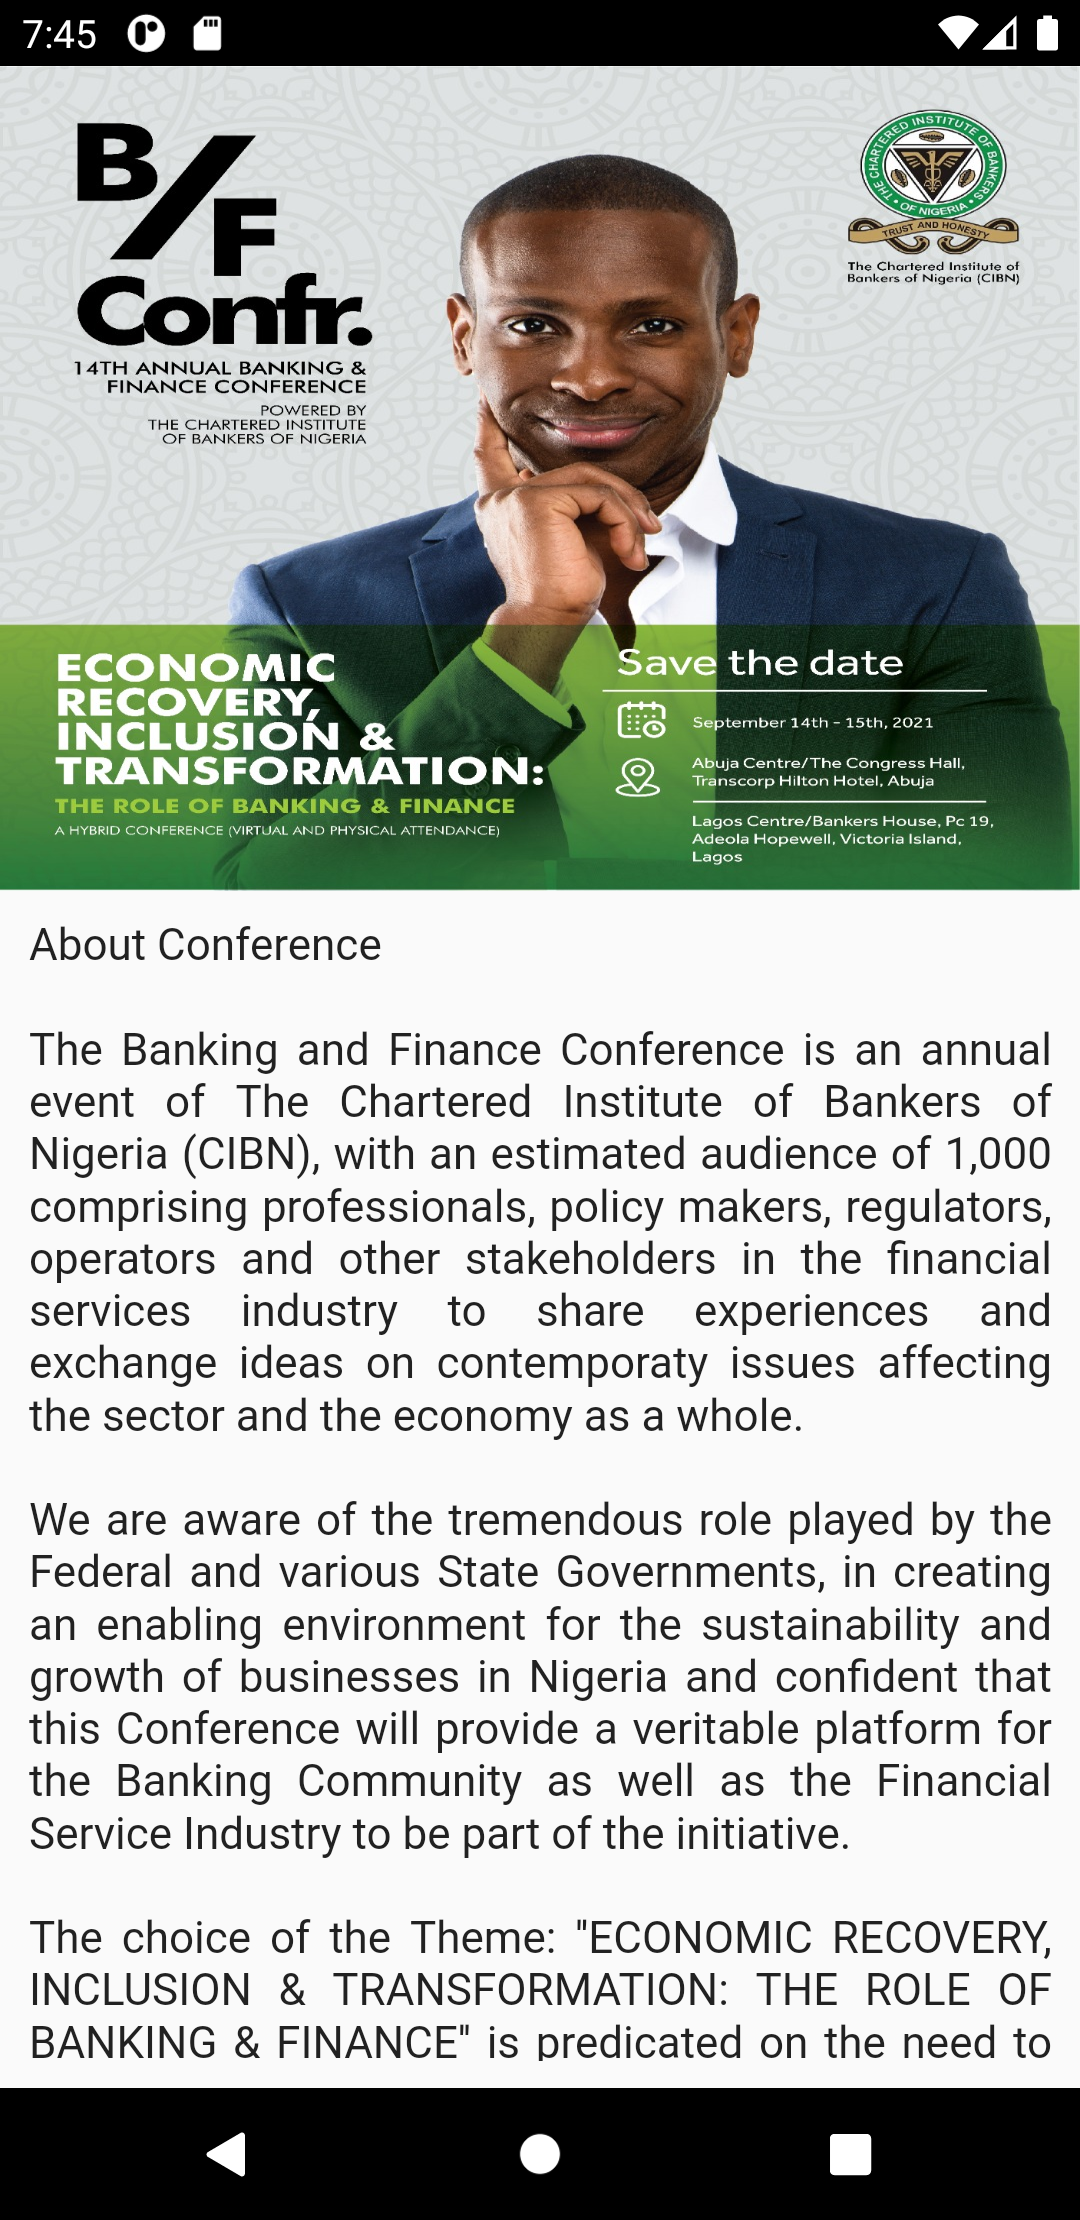 7:45
B/F
Confr.
14TH ANNUAL BANKING &
FINANCE CONFERENCE
POWERED BY
THE CHARTERED INSTITUTE
OF BANKERS OF NIGERIA
THE CHARTERED INSTITUTE OF BANKERS
• OF NIGERIA •
TRUST AND HONESTY
The Chartered Institute of
Bankers of Nigeria (CIBN)
ECONOMIC
RECOVERY,
INCLUSION &
TRANSFORMATION:
THE ROLE OF BANKING & FINANCE
A HYBRID CONFERENCE (VIRTUAL AND PHYSICAL ATTENDANCE)
Save the date
September 14th - 15th, 2021
Abuja Centre/The Congress Hall,
Transcorp Hilton Hotel, Abuja
Lagos Centre/Bankers House, Pc 19,
Adeola Hopewell, Victoria Island,
Lagos
About Conference
The Banking and Finance Conference is an annual
event of The Chartered Institute of Bankers of
Nigeria (CIBN), with an estimated audience of 1,000
comprising professionals, policy makers, regulators,
operators and other stakeholders in the financial
services industry to share experiences and
exchange ideas on contemporaty issues affecting
the sector and the economy as a whole.
We are aware of the tremendous role played by the
Federal and various State Governments, in creating
an enabling environment for the sustainability and
growth of businesses in Nigeria and confident that
this Conference will provide a veritable platform for
the Banking Community as well as the Financial
Service Industry to be part of the initiative.
The choice of the Theme: "ECONOMIC RECOVERY,
INCLUSION & TRANSFORMATION: THE ROLE OF
BANKING & FINANCE" is predicated on the need to